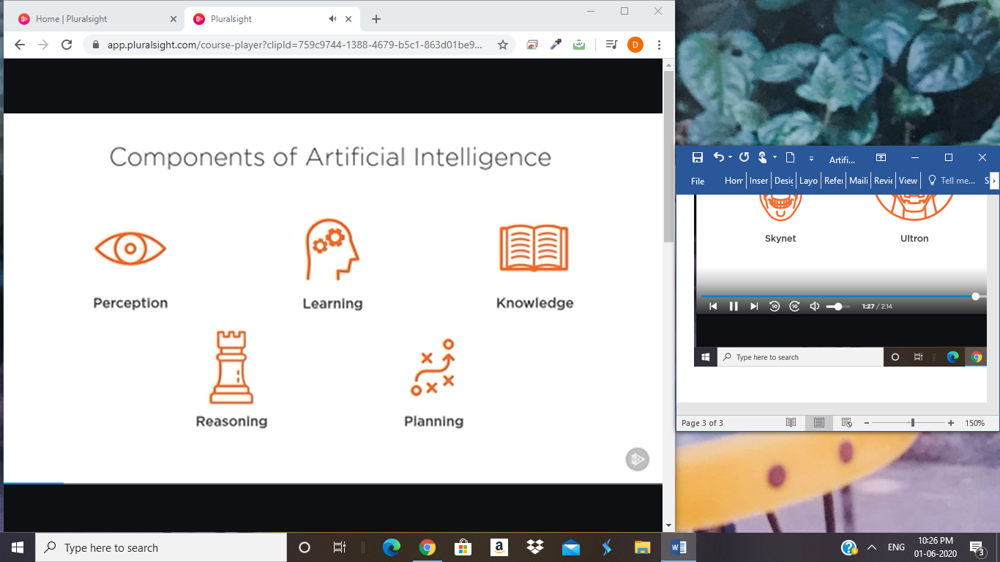 Home | Pluralsight
Pluralsight
app.pluralsight.com/course-player?clipId=759c9744-1388-4679-b5c1-863d01be9...
D
Components of Artificial Intelligence
Perception
Learning
Knowledge
Reasoning
Planning
Artifi...
File
Hom
Inser
Desig
Layo
Refer
Maili
Revie
View
Tell me...
S
Skynet
Ultron
10
10
1:27 / 2:14
Type here to search
Page 3 of 3
150%
Type here to search
ENG
10:26 PM
01-06-2020
3